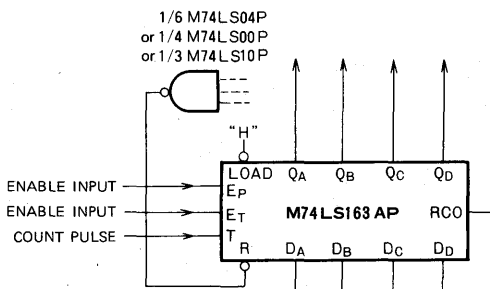 1/6 M74LS04P
or 1/4 M74LS00P
or 1/3 M74LS10P
"H"
LOAD QA QB QC QD
ENABLE INPUT EP
ENABLE INPUT ET M74LS163AP RCO
COUNT PULSE T
R DA DB DC DD